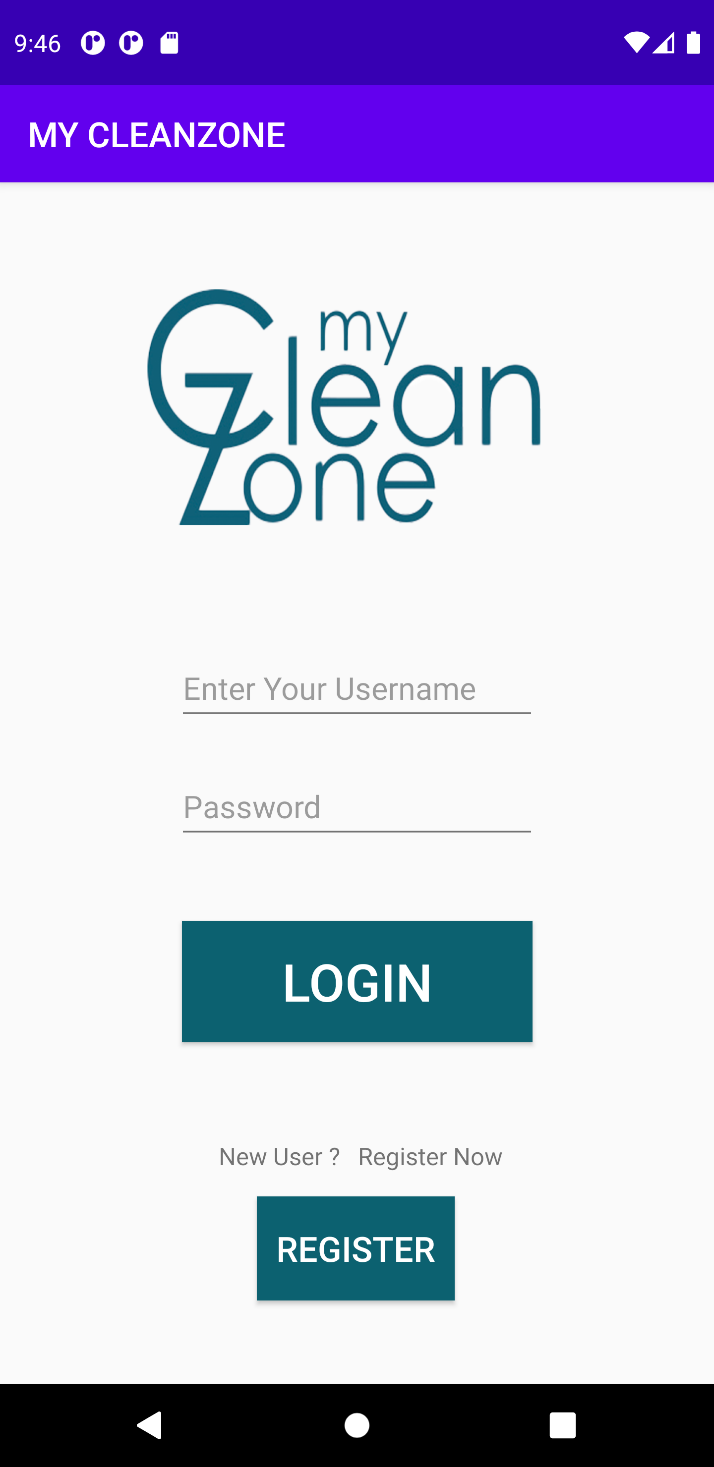 9:46
MY CLEANZONE
my
Clean
Zone
Enter Your Username
Password
LOGIN
New User ? Register Now
REGISTER